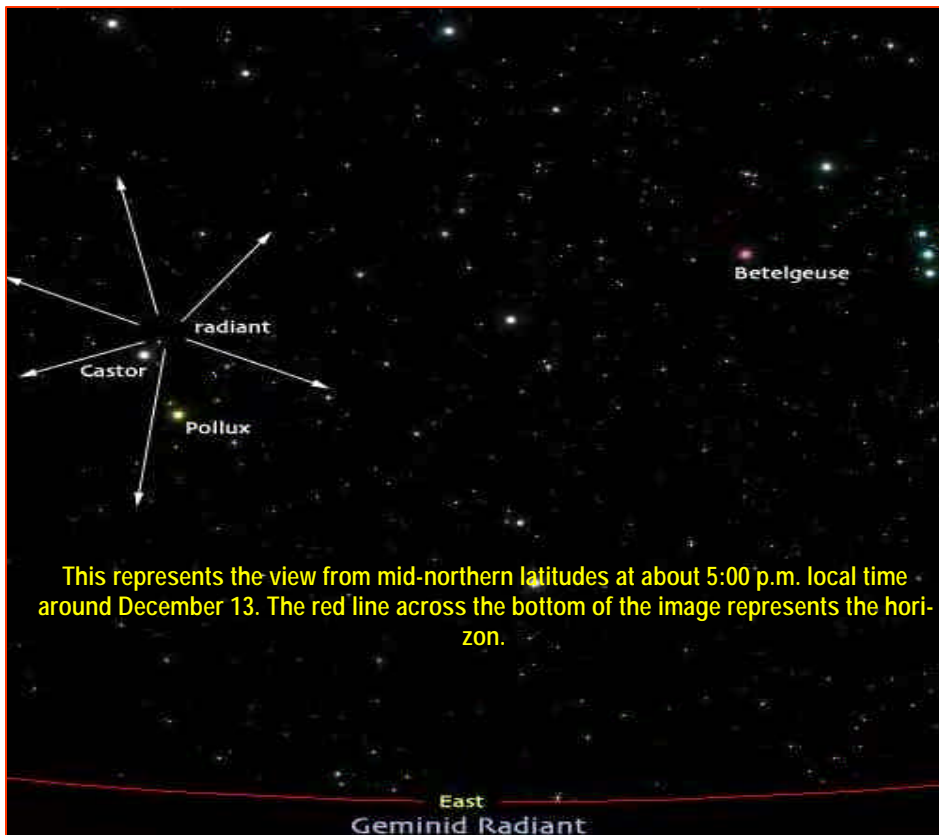 radiant
Betelgeuse
Castor
Pollux
This represents the view from mid-northern latitudes at about 5:00 p.m. local time
around December 13. The red line across the bottom of the image represents the hori-
zon.
East
Geminid Radiant